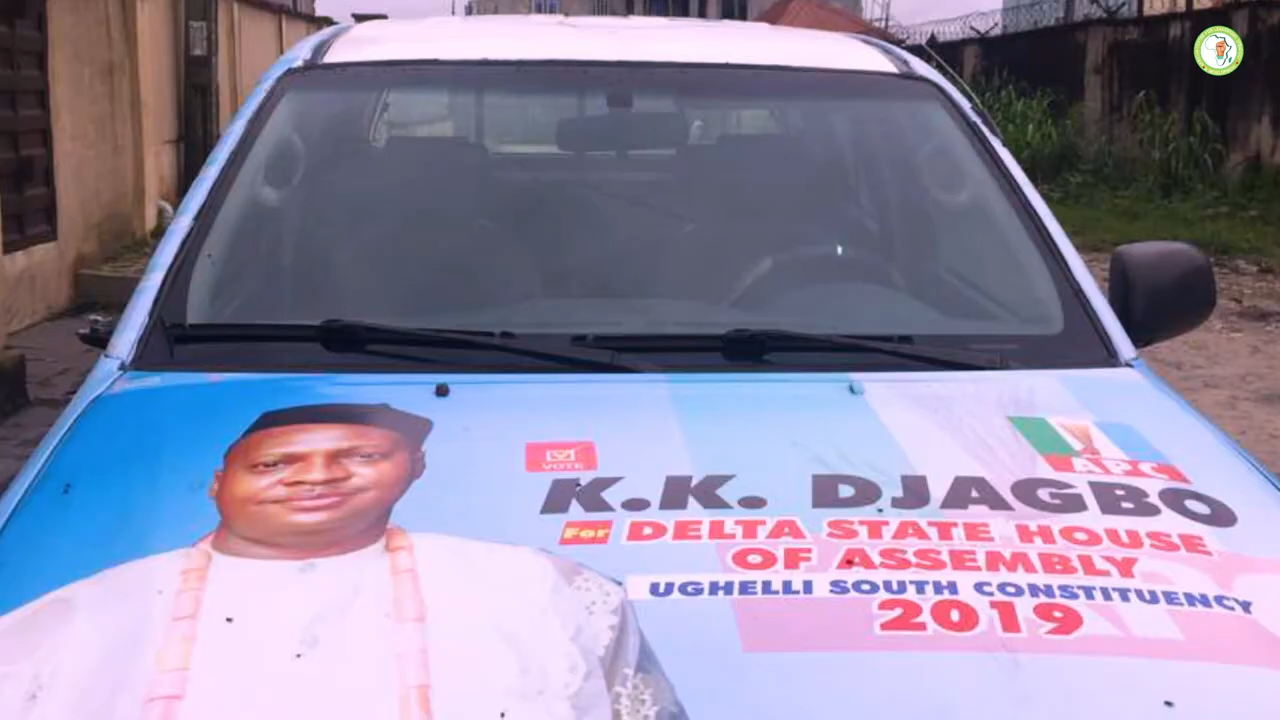 VOTE
APC
K.K. DJAGBO
For DELTA STATE HOUSE
OF ASSEMBLY
UGHELLI SOUTH CONSTITUENCY
2019